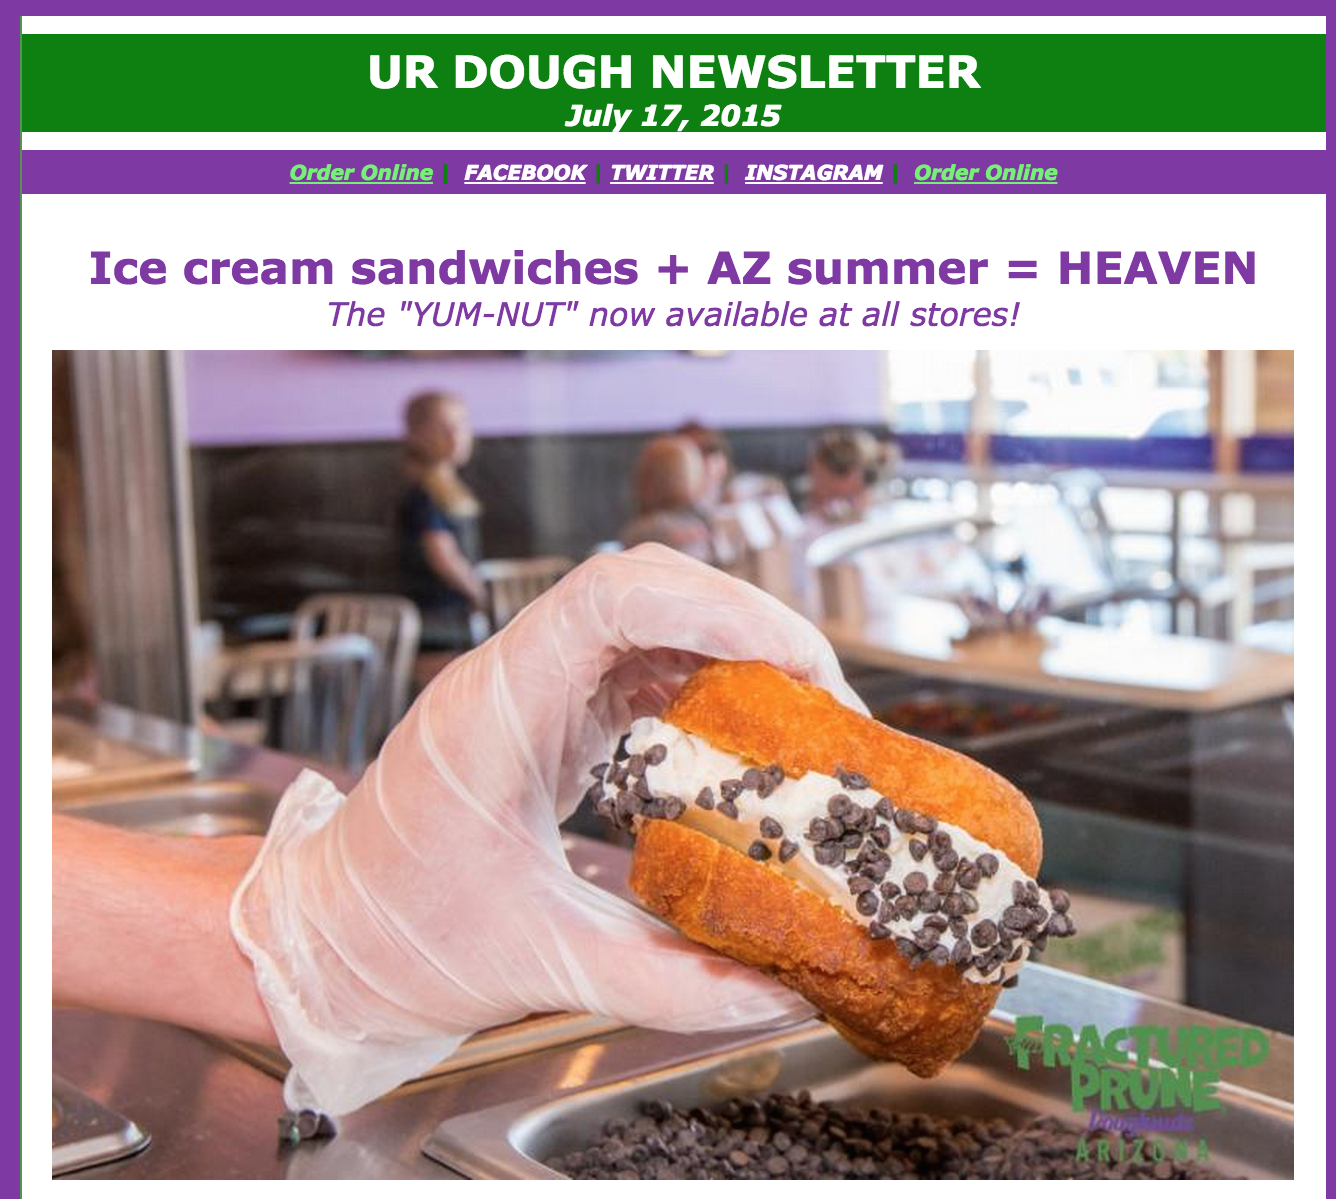 UR DOUGH NEWSLETTER
July 17, 2015
Order Online | FACEBOOK | TWITTER | INSTAGRAM | Order Online
Ice cream sandwiches + AZ summer = HEAVEN
The "YUM-NUT" now available at all stores!
FRACTURED
PRUNE
Doughnuts
ARIZONA